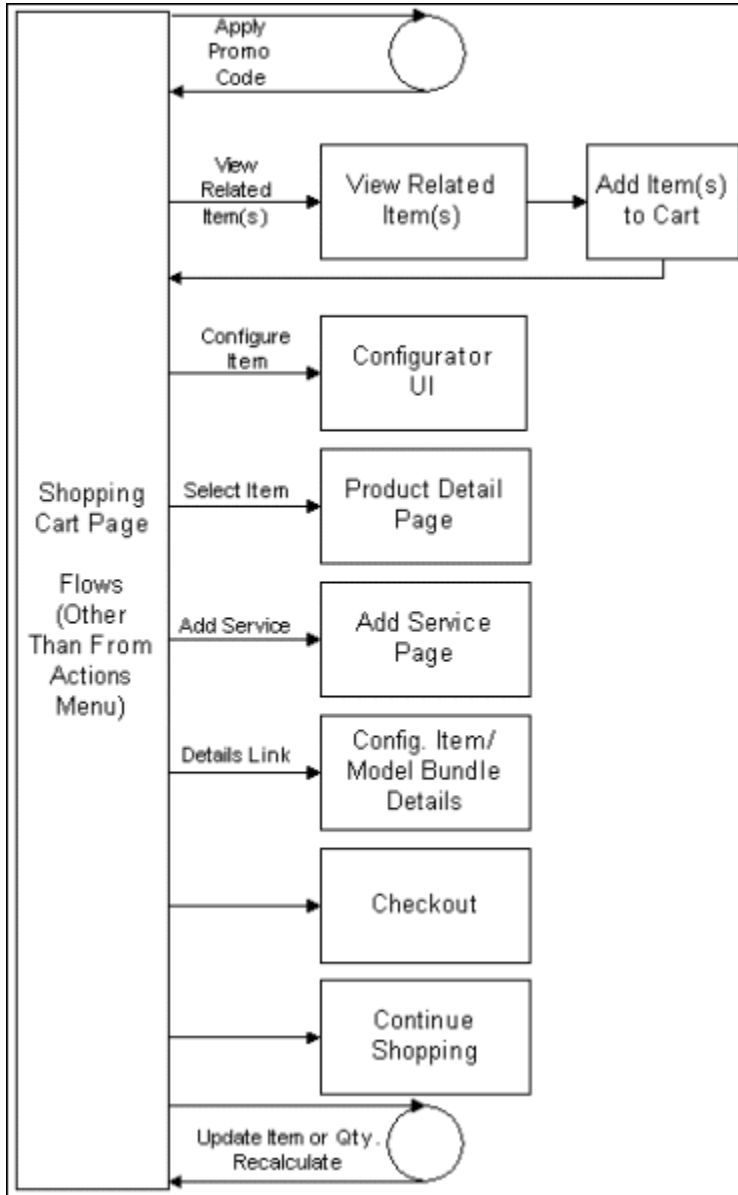 Apply
Promo
Code
View
Related
Item(s)
View Related
Item(s)
Add Item(s)
to Cart
Configure
Item
Configurator
UI
Shopping
Cart Page
Flows
(Other
Than From
Actions
Menu)
Select Item
Product Detail
Page
Add Service
Add Service
Page
Details Link
Config. Item/
Model Bundle
Details
Checkout
Continue
Shopping
Update Item or Qty.
Recalculate